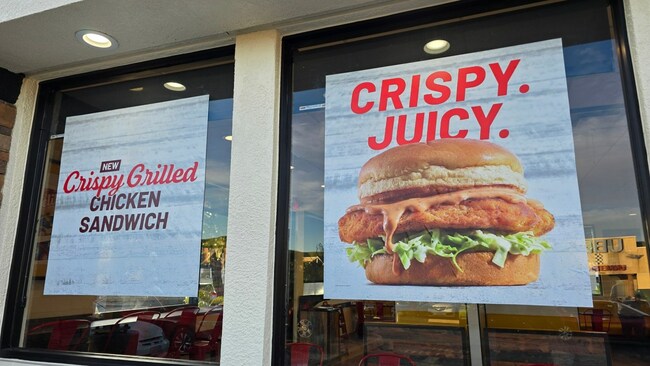 NEW
Crispy Grilled
CHICKEN
SANDWICH
CRISPY.
JUICY.